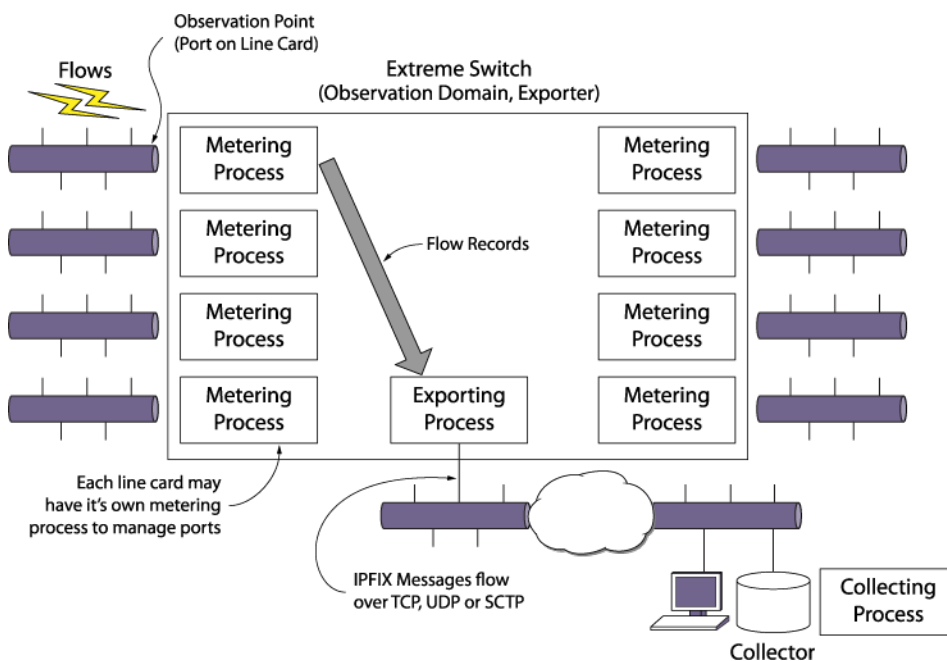 Observation Point
(Port on Line Card)
Flows
Extreme Switch
(Observation Domain, Exporter)
Metering
Process
Metering
Process
Metering
Process
Metering
Process
Flow Records
Metering
Process
Metering
Process
Metering
Process
Exporting
Process
Metering
Process
Each line card may
have it's own metering
process to manage ports
IPFIX Messages flow
over TCP, UDP or SCTP
Collecting
Process
Collector